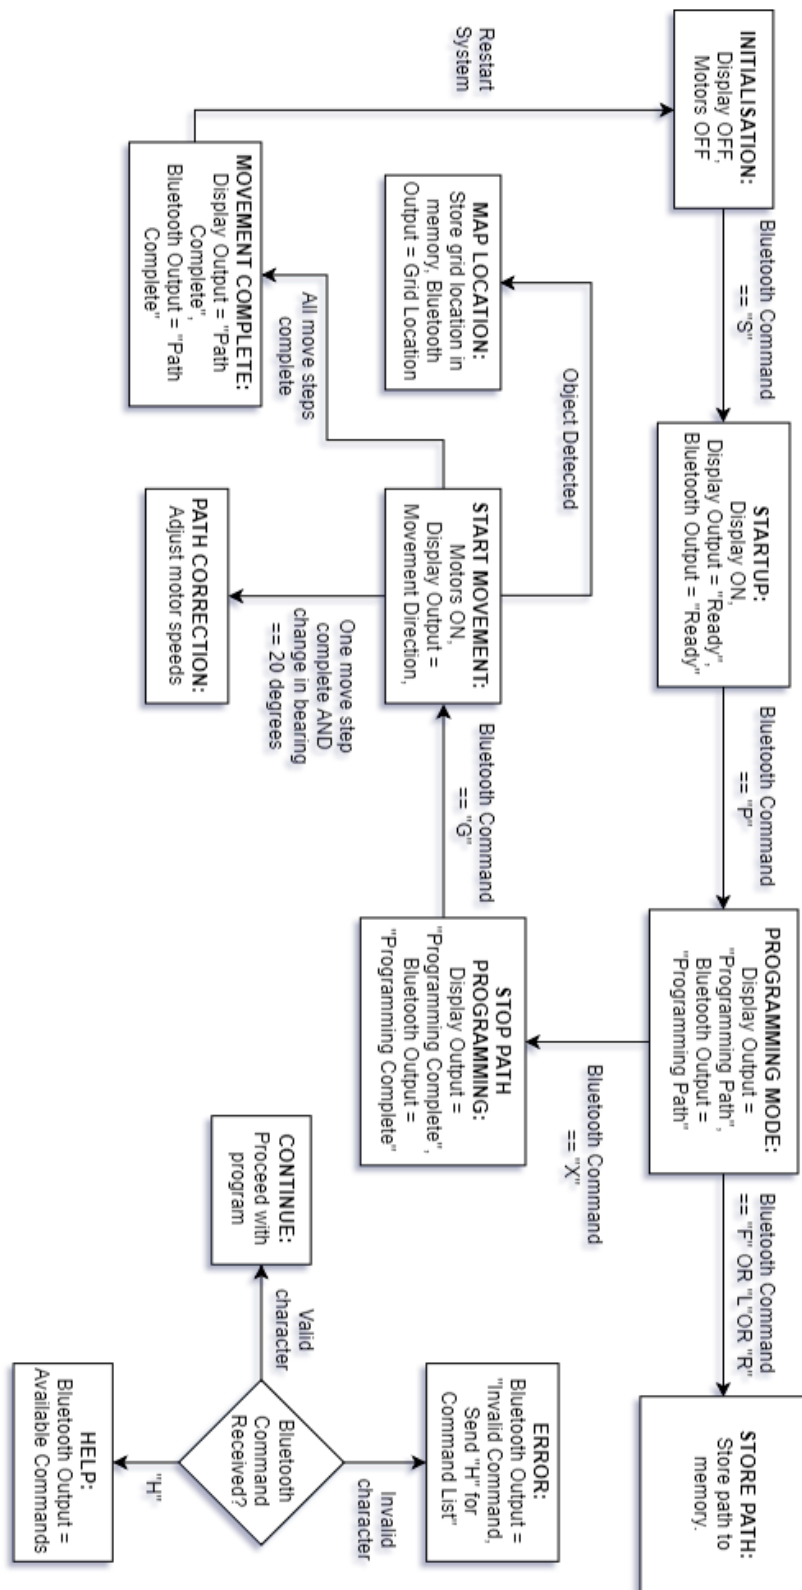 INITIALISATION:
Display OFF,
Motors OFF
Bluetooth Command
== "S"
STARTUP:
Display ON,
Display Output = "Ready",
Bluetooth Output = "Ready"
Bluetooth Command
== "P"
PROGRAMMING MODE:
Display Output =
"Programming Path",
Bluetooth Output =
"Programming Path"
Bluetooth Command
== "F" OR "L"OR "R"
STORE PATH:
Store path to
memory.
Restart
System
MAP LOCATION:
Store grid location in
memory, Bluetooth
Output = Grid Location
Object Detected
START MOVEMENT:
Motors ON,
Display Output =
Movement Direction,
Bluetooth Command
== "G"
STOP PATH
PROGRAMMING:
Display Output =
"Programming Complete",
Bluetooth Output =
"Programming Complete"
Bluetooth Command
== "X"
MOVEMENT COMPLETE:
Display Output = "Path
Complete",
Bluetooth Output = "Path
Complete"
All move steps
complete
PATH CORRECTION:
Adjust motor speeds
One move step
complete AND
change in bearing
== 20 degrees
ERROR:
Bluetooth Output =
"Invalid Command,
Send "H" for
Command List"
Invalid
character
CONTINUE:
Proceed with
program
Valid
character
Bluetooth
Command
Received?
"H"
HELP:
Bluetooth Output =
Available Commands